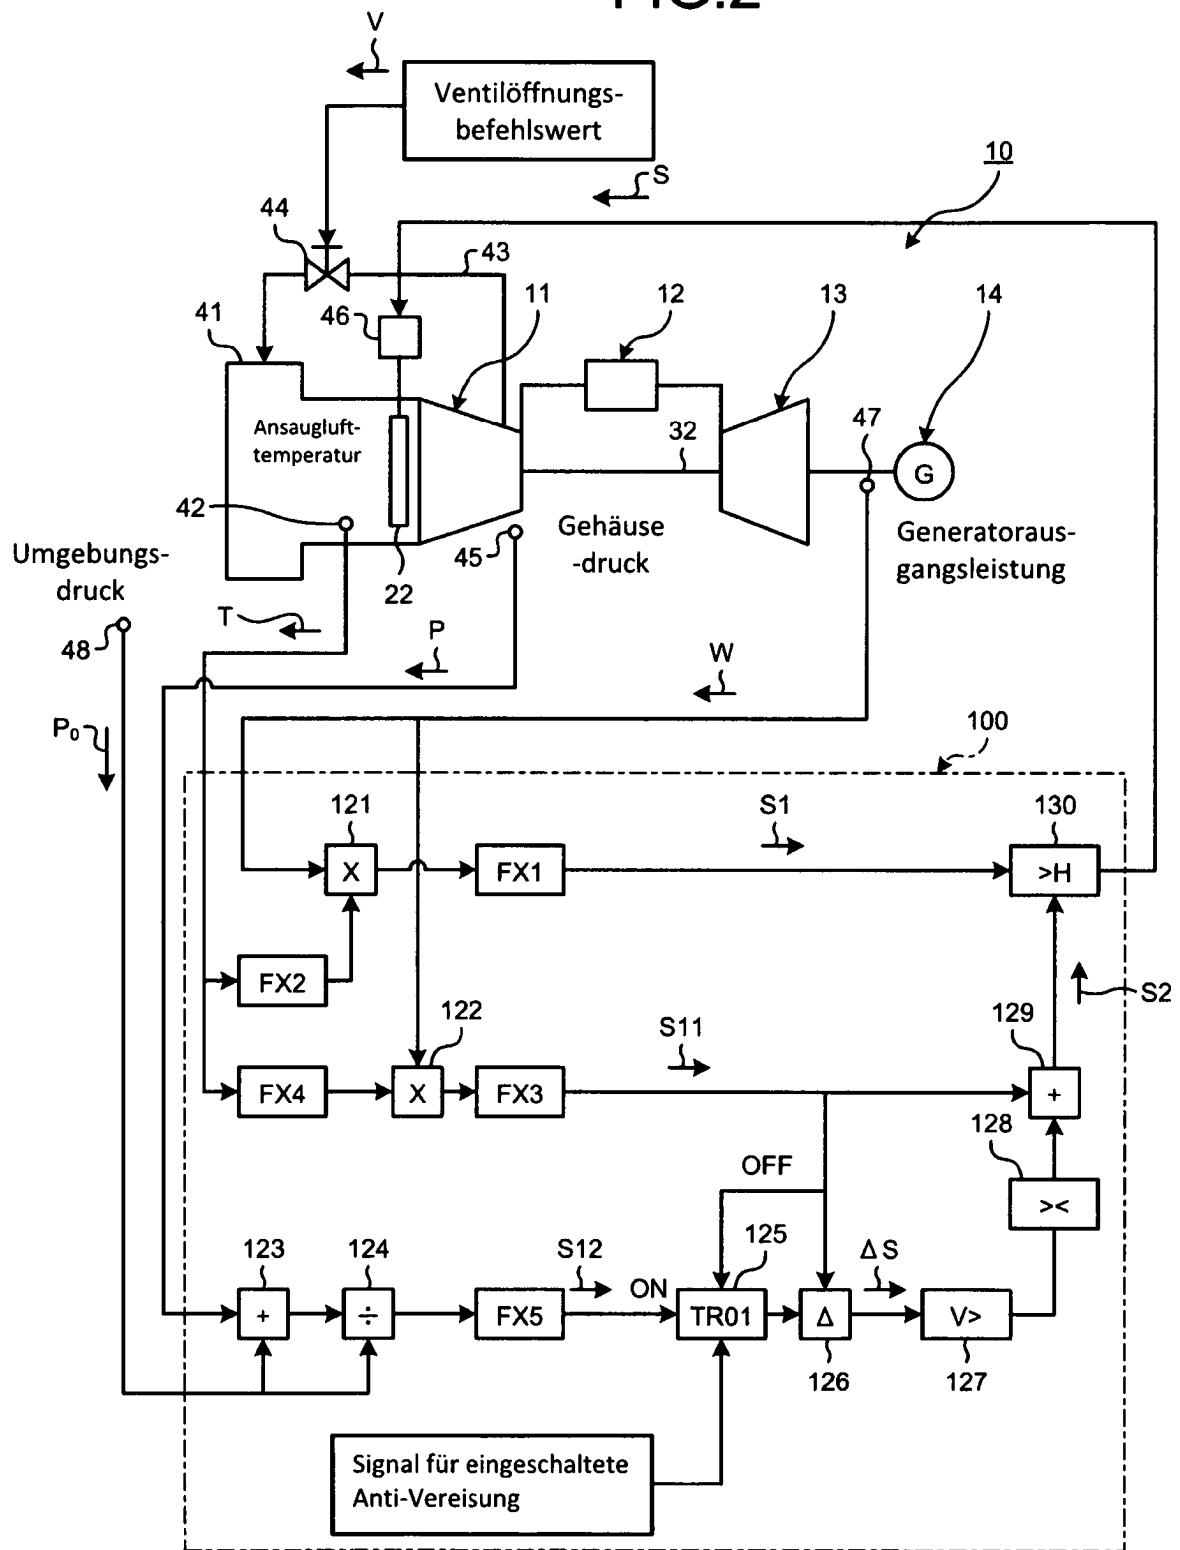 FIG.2
V
Ventilöffnungs-
befehlswert
10
S
44
43
11
12
13
14
41
46
47
Ansaugluft-
temperatur
32
G
42
45
Gehäuse
-druck
Generatoraus-
gangsleistung
Umgebungs-
druck
22
48
T
P
W
P₀
100
121
S1
130
X
FX1
>H
FX2
122
S11
129
S2
FX4
X
FX3
+
128
OFF
><
123
124
S12
ON
125
ΔS
+
÷
FX5
TR01
Δ
V>
126
127
Signal für eingeschaltete
Anti-Vereisung